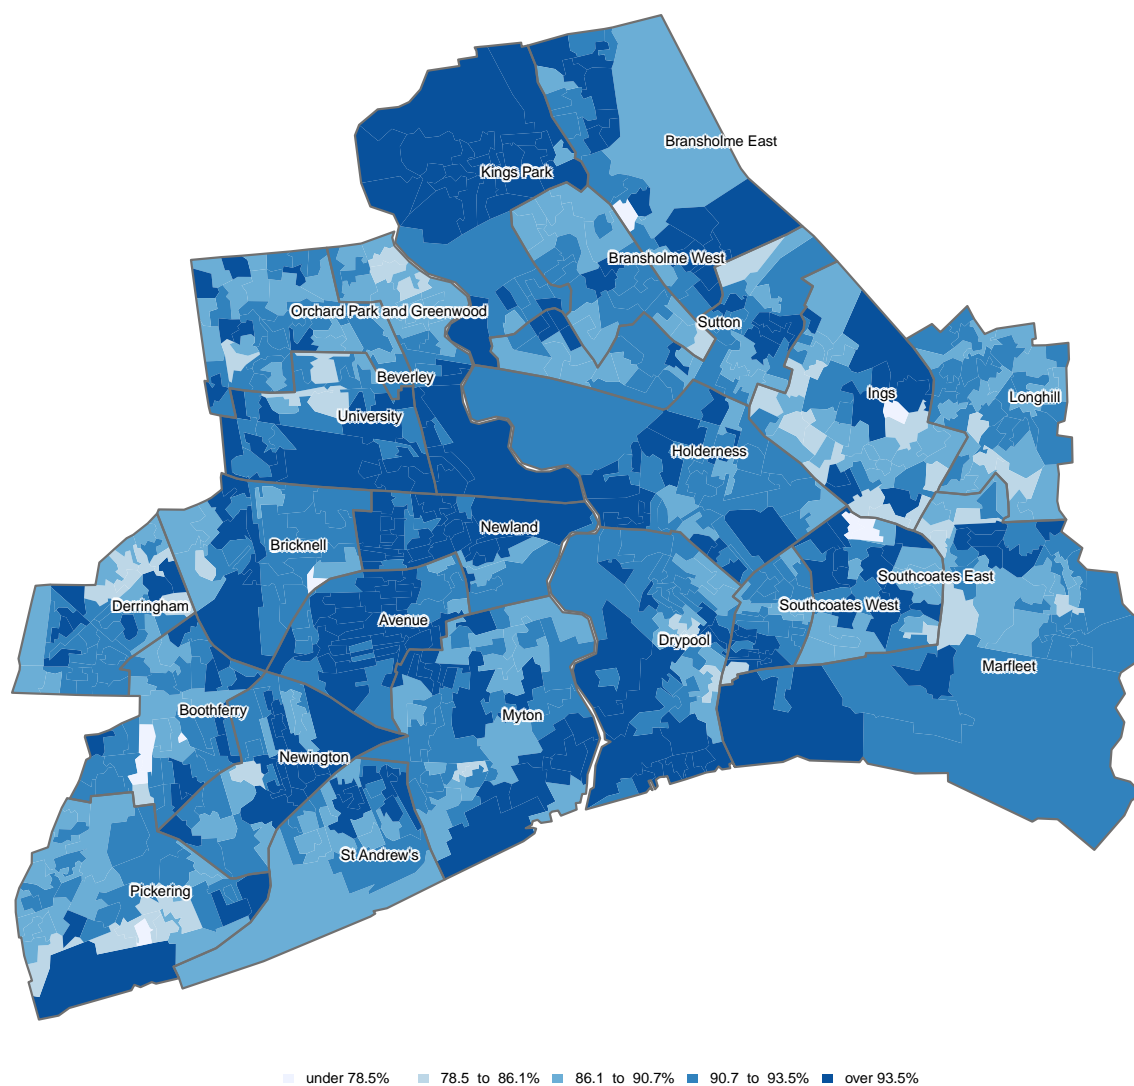 Bransholme East
Kings Park
Bransholme West
Orchard Park and Greenwood
Sutton
Beverley
Ings
Longhill
University
Holderness
Newland
Bricknell
Southcoates East
Derringham
Southcoates West
Avenue
Drypool
Marfleet
Boothferry
Myton
Newington
St Andrew's
Pickering
under 78.5% 78.5 to 86.1% 86.1 to 90.7% 90.7 to 93.5% over 93.5%